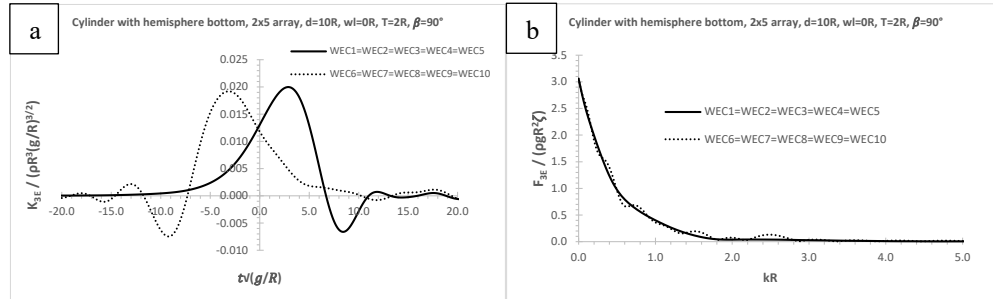 a
Cylinder with hemisphere bottom, 2x5 array, d=10R, wl=0R, T=2R, β=90°
WEC1=WEC2=WEC3=WEC4=WEC5
WEC6=WEC7=WEC8=WEC9=WEC10
K3E / (ρR³(g/R)³/²)
0.025
0.020
0.015
0.010
0.005
0.000
-0.005
-0.010
-20.0 -15.0 -10.0 -5.0 0.0 5.0 10.0 15.0 20.0
t√(g/R)
b
Cylinder with hemisphere bottom, 2x5 array, d=10R, wl=0R, T=2R, β=90°
WEC1=WEC2=WEC3=WEC4=WEC5
WEC6=WEC7=WEC8=WEC9=WEC10
F3E / (ρgR²ζ)
3.5
3.0
2.5
2.0
1.5
1.0
0.5
0.0
0.0 1.0 2.0 3.0 4.0 5.0
kR